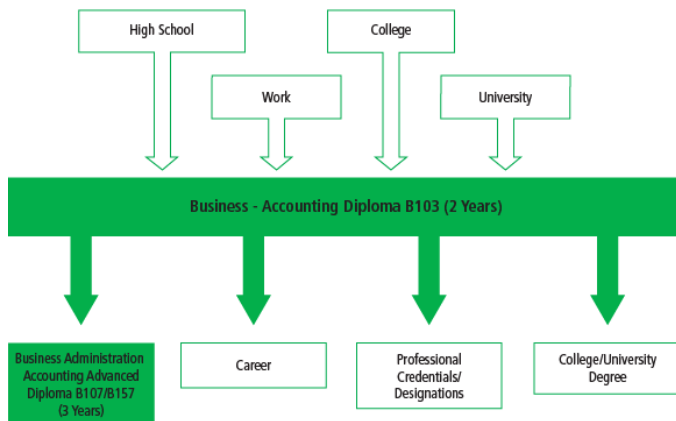 High School
College
Work
University
Business - Accounting Diploma B103 (2 Years)
Business Administration
Accounting Advanced
Diploma B107/B157
(3 Years)
Career
Professional
Credentials/
Designations
College/University
Degree